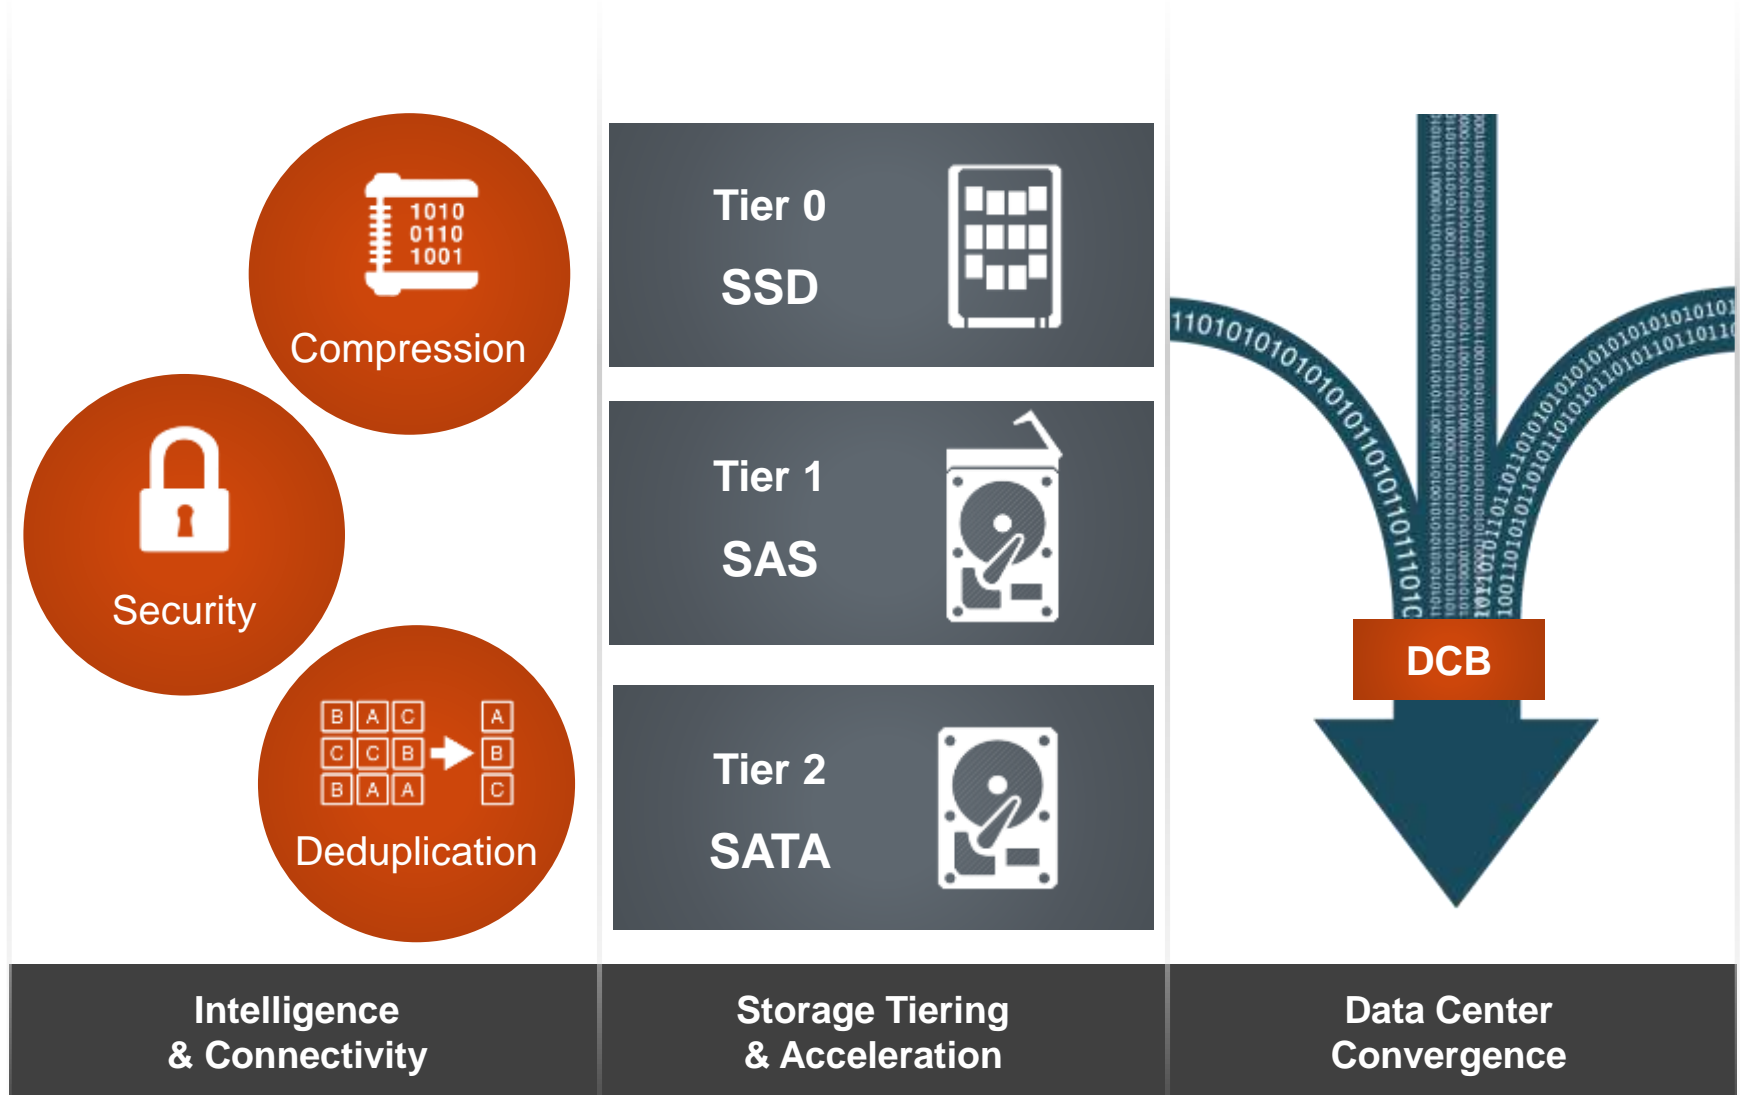 1010
0110
1001
Compression
Security
B A C A
C C B B
B A A C
Deduplication
Tier 0
SSD
Tier 1
SAS
Tier 2
SATA
DCB
Intelligence
& Connectivity
Storage Tiering
& Acceleration
Data Center
Convergence